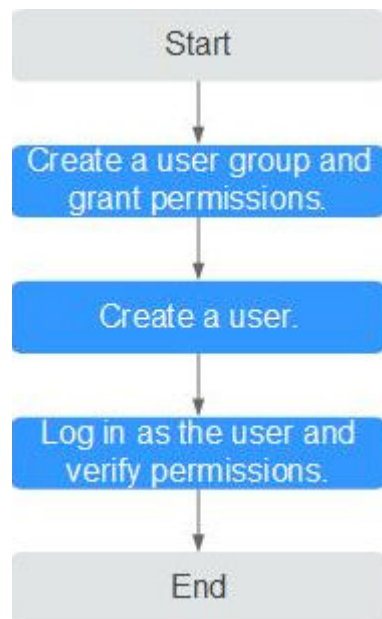 Start
Create a user group and
grant permissions.
Create a user.
Log in as the user and
verify permissions.
End